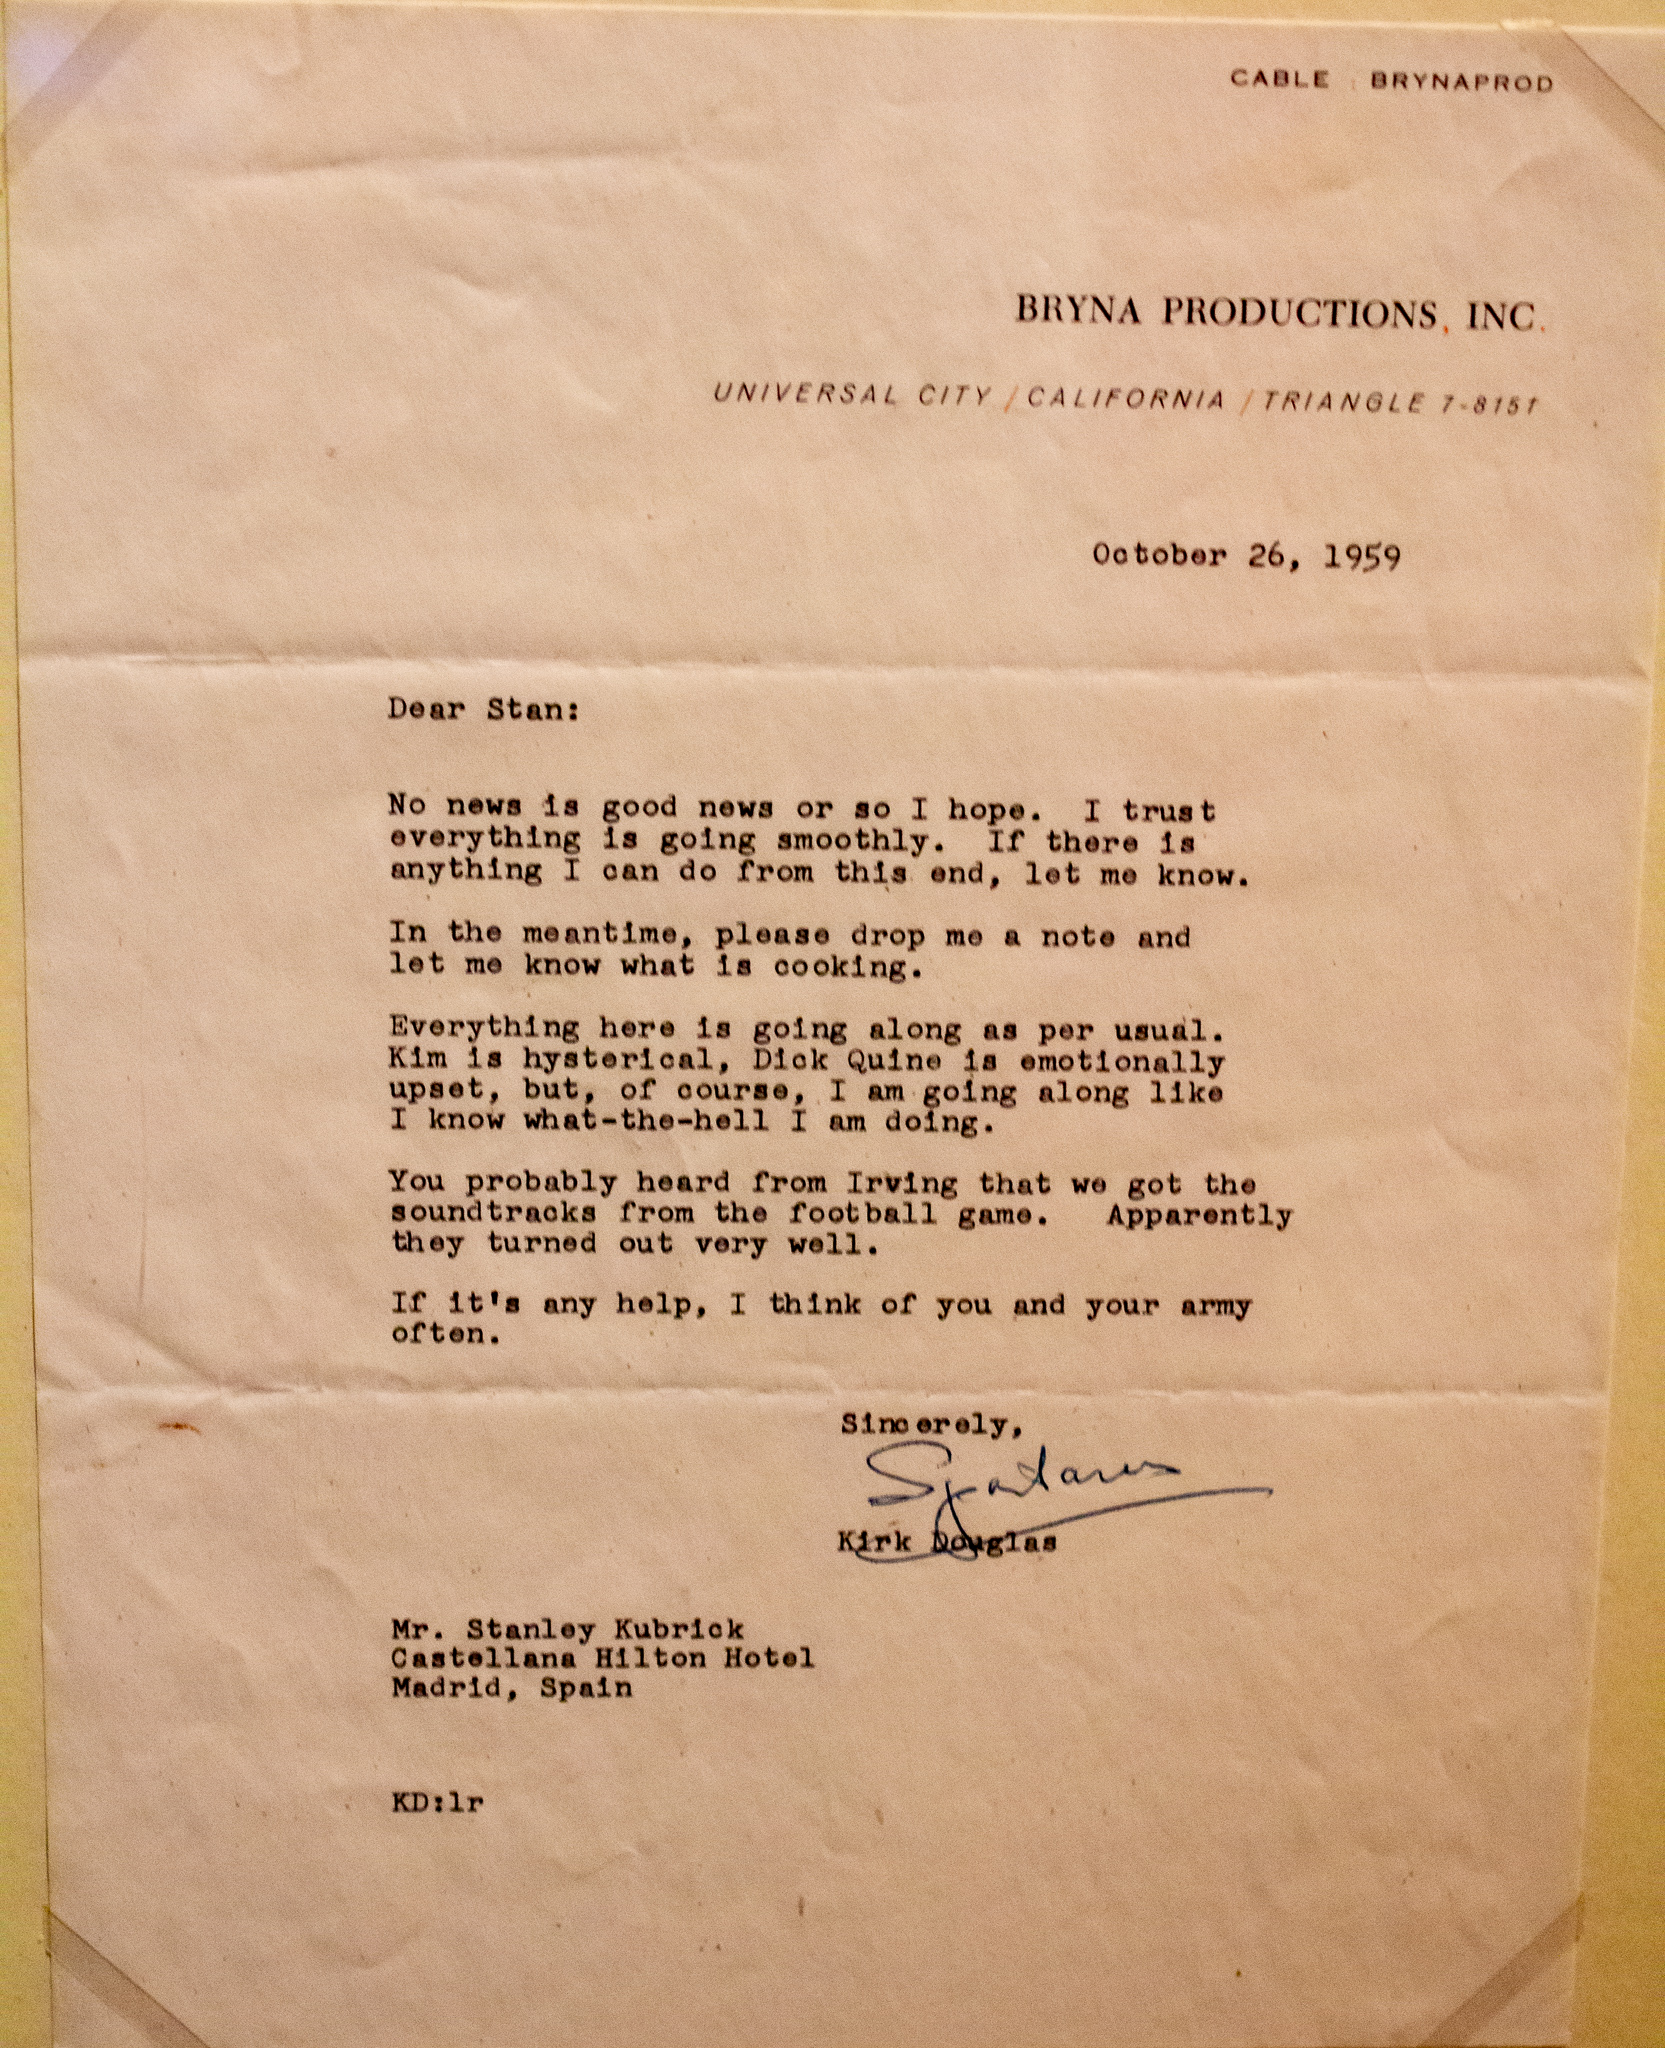 CABLE BRYNAPROD
BRYNA PRODUCTIONS, INC.
UNIVERSAL CITY / CALIFORNIA / TRIANGLE 7-8151
October 26, 1959
Dear Stan:
No news is good news or so I hope. I trust
everything is going smoothly. If there is
anything I can do from this end, let me know.
In the meantime, please drop me a note and
let me know what is cooking.
Everything here is going along as per usual.
Kim is hysterical, Dick Quine is emotionally
upset, but, of course, I am going along like
I know what-the-hell I am doing.
You probably heard from Irving that we got the
soundtracks from the football game. Apparently
they turned out very well.
If it's any help, I think of you and your army
often.
Sincerely,
Spartacus
Kirk Douglas
Mr. Stanley Kubrick
Castellana Hilton Hotel
Madrid, Spain
KD:lr